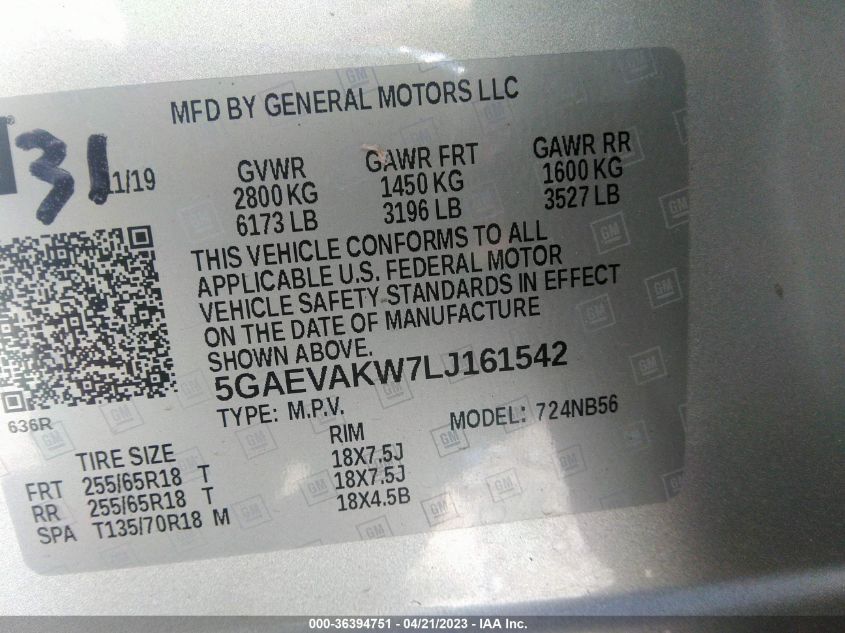 MFD BY GENERAL MOTORS LLC
31
11/19
GVWR GAWR FRT GAWR RR
2800 KG 1450 KG 1600 KG
6173 LB 3196 LB 3527 LB
THIS VEHICLE CONFORMS TO ALL
APPLICABLE U.S. FEDERAL MOTOR
VEHICLE SAFETY STANDARDS IN EFFECT
ON THE DATE OF MANUFACTURE
SHOWN ABOVE.
5GAEVAKW7LJ161542
TYPE: M.P.V. MODEL: 724NB56
636R
TIRE SIZE RIM
FRT 255/65R18 T 18X7.5J
RR 255/65R18 T 18X7.5J
SPA T135/70R18 M 18X4.5B
GM
000-36394751 - 04/21/2023 - IAA Inc.